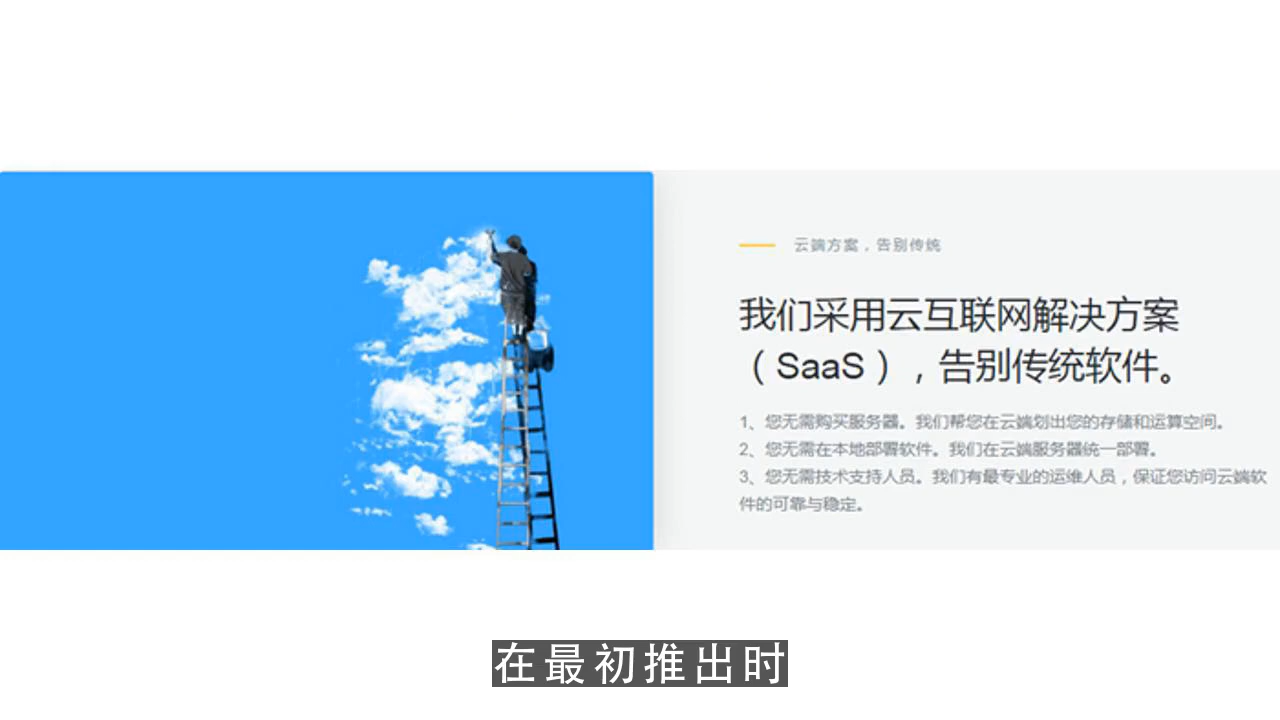 云端方案，告别传统
我们采用云互联网解决方案
（SaaS），告别传统软件。
1、您无需购买服务器。我们帮您在云端划出您的存储和运算空间。
2、您无需在本地部署软件。我们在云端服务器统一部署。
3、您无需技术支持人员。我们有最专业的运维人员，保证您访问云端软
件的可靠与稳定。
在最初推出时